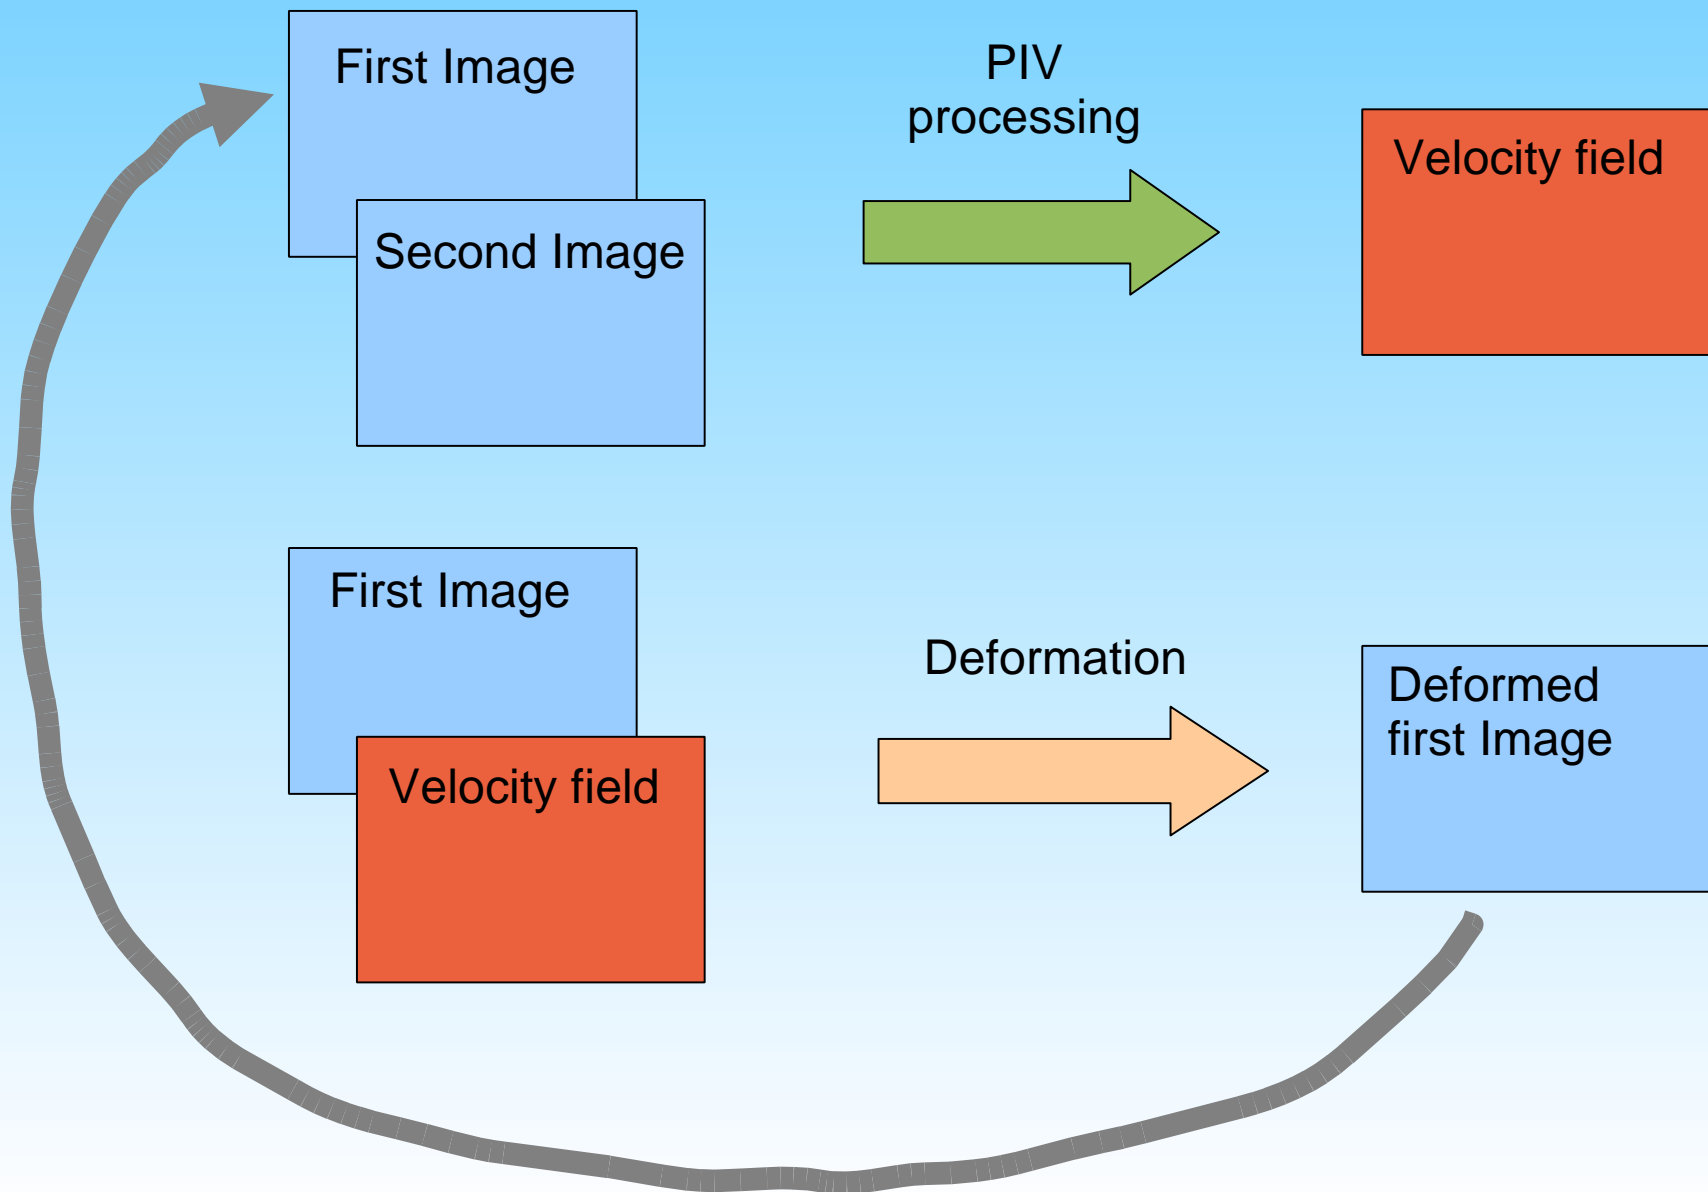 First Image
Second Image
PIV
processing
Velocity field
First Image
Velocity field
Deformation
Deformed
first Image